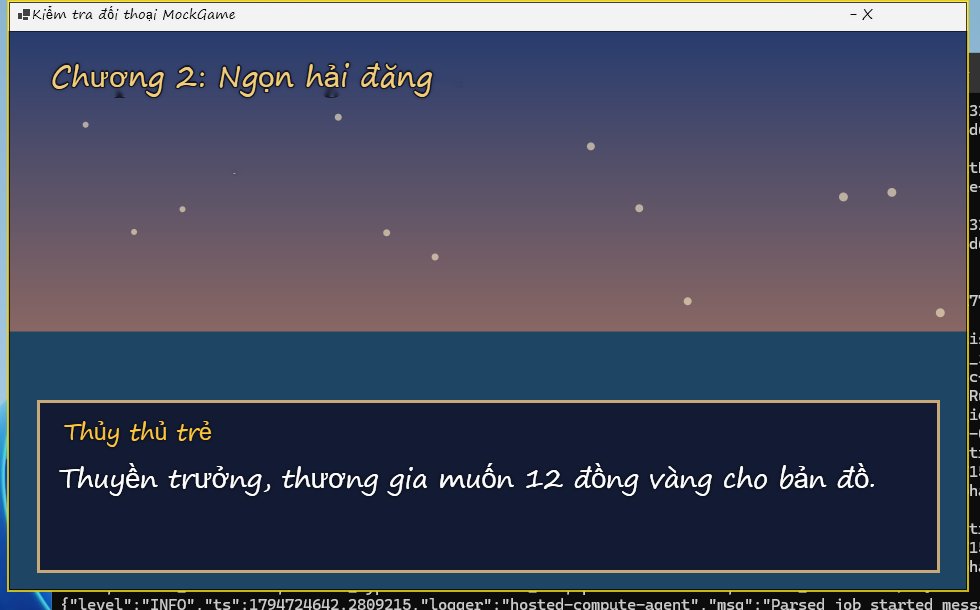 Kiểm tra đối thoại MockGame
Chương 2: Ngọn hải đăng
Thủy thủ trẻ
Thuyền trưởng, thương gia muốn 12 đồng vàng cho bản đồ.
{"level":"INFO","ts":1794724642.2809215,"logger":"hosted-compute-agent","msg":"Parsed job started me